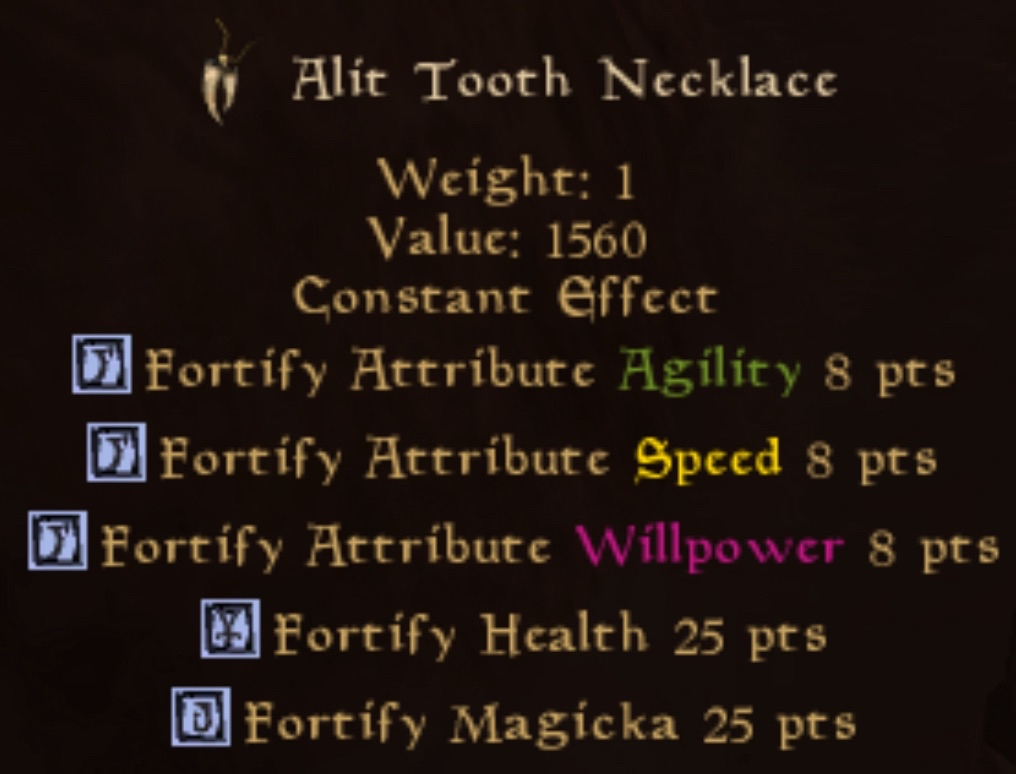 Alit Tooth Necklace
Weight: 1
Value: 1560
Constant Effect
Fortify Attribute Agility 8 pts
Fortify Attribute Speed 8 pts
Fortify Attribute Willpower 8 pts
Fortify Health 25 pts
Fortify Magicka 25 pts